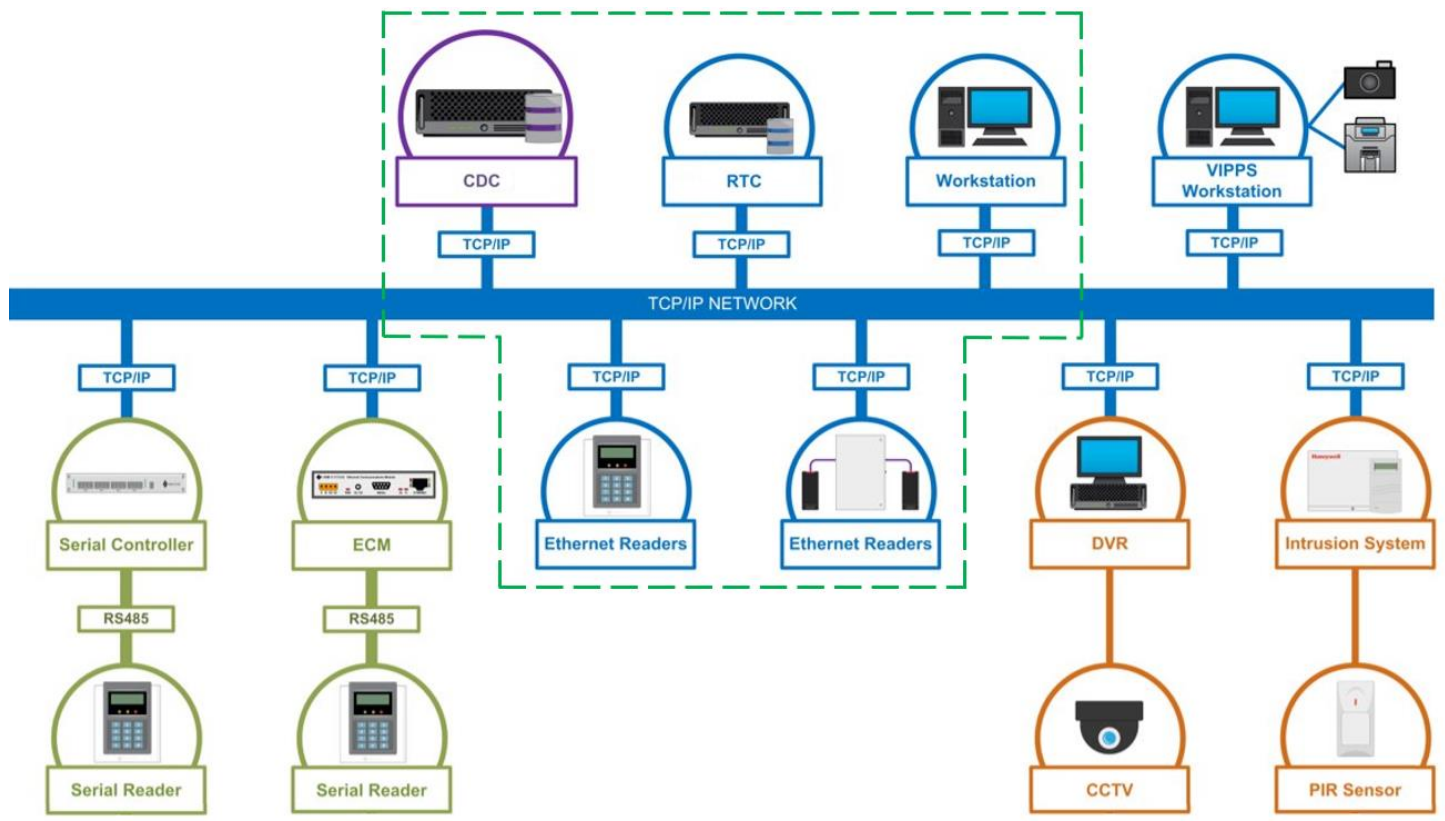 CDC
RTC
Workstation
VIPPS
Workstation
TCP/IP
TCP/IP
TCP/IP
TCP/IP
TCP/IP NETWORK
TCP/IP
TCP/IP
TCP/IP
TCP/IP
TCP/IP
TCP/IP
Honeywell
Serial Controller
ECM
Ethernet Readers
Ethernet Readers
DVR
Intrusion System
RS485
RS485
Serial Reader
Serial Reader
CCTV
PIR Sensor